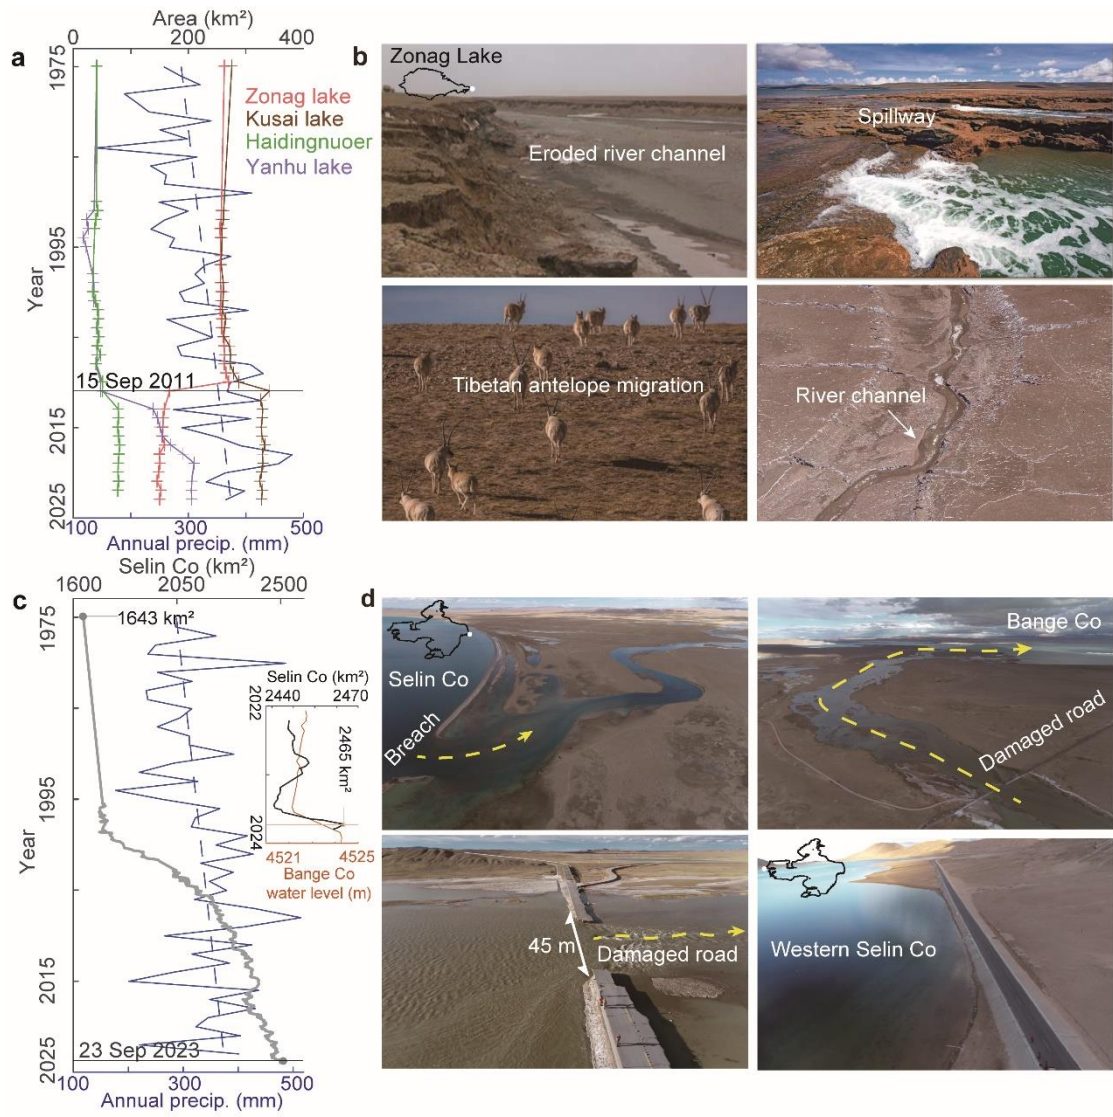 a
Area (km²)
0
200
400
1975
1995
2015
2025
Year
Zonag lake
Kusai lake
Haidingnuoer
Yanhu lake
15 Sep 2011
100
300
500
Annual precip. (mm)
b
Zonag Lake
Eroded river channel
Spillway
Tibetan antelope migration
River channel
c
Selin Co (km²)
1600
2050
2500
1643 km²
1975
1995
2015
2025
Year
Selin Co (km²)
2440
2470
2022
2024
2465 km²
4521
4525
Bange Co
water level (m)
23 Sep 2023
100
300
500
Annual precip. (mm)
d
Selin Co
Breach
Bange Co
Damaged road
45 m
Damaged road
Western Selin Co